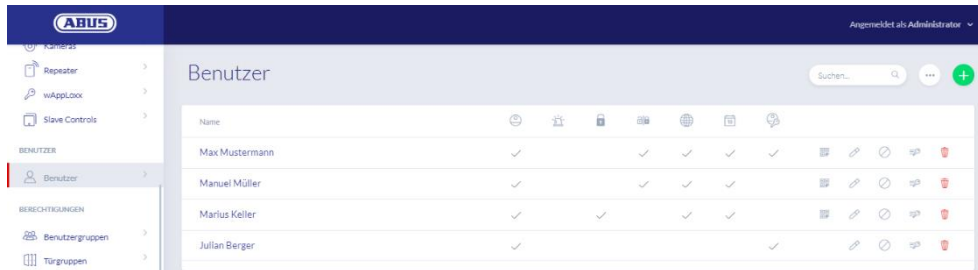 ABUS
Angemeldet als Administrator
Kameras
Repeater
wAppLoxx
Slave Controls
BENUTZER
Benutzer
BERECHTIGUNGEN
Benutzergruppen
Türgruppen
Benutzer
Suchen...
Name
Max Mustermann
Manuel Müller
Marius Keller
Julian Berger